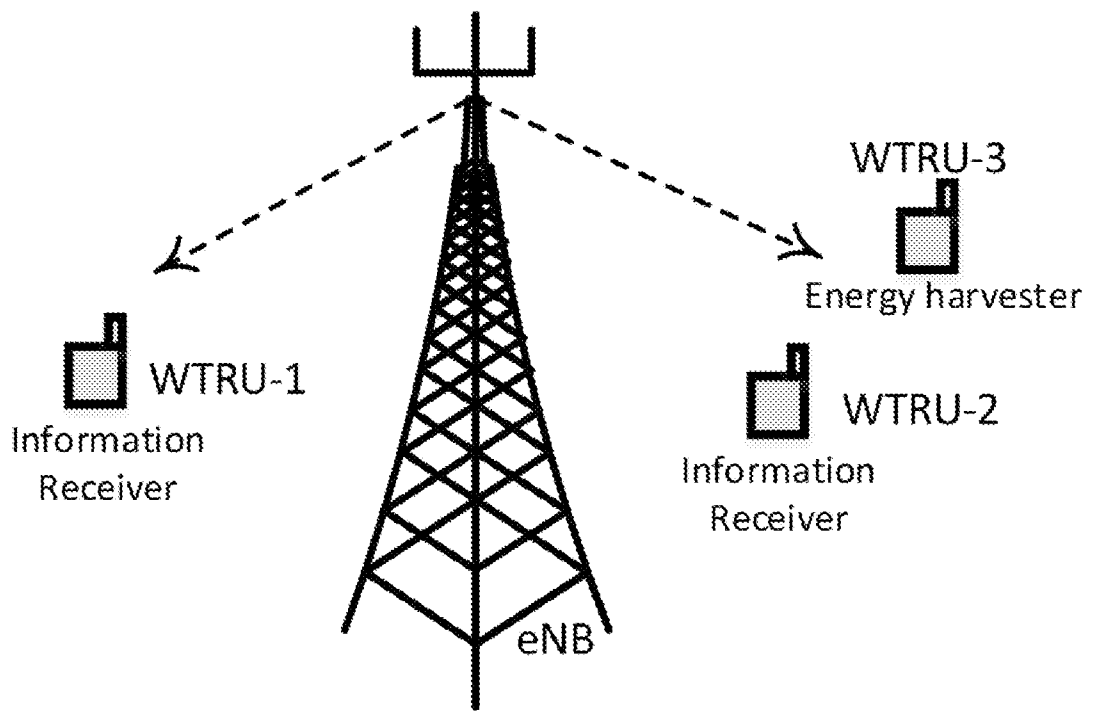 WTRU-3
Energy harvester
WTRU-1
Information
Receiver
WTRU-2
Information
Receiver
eNB